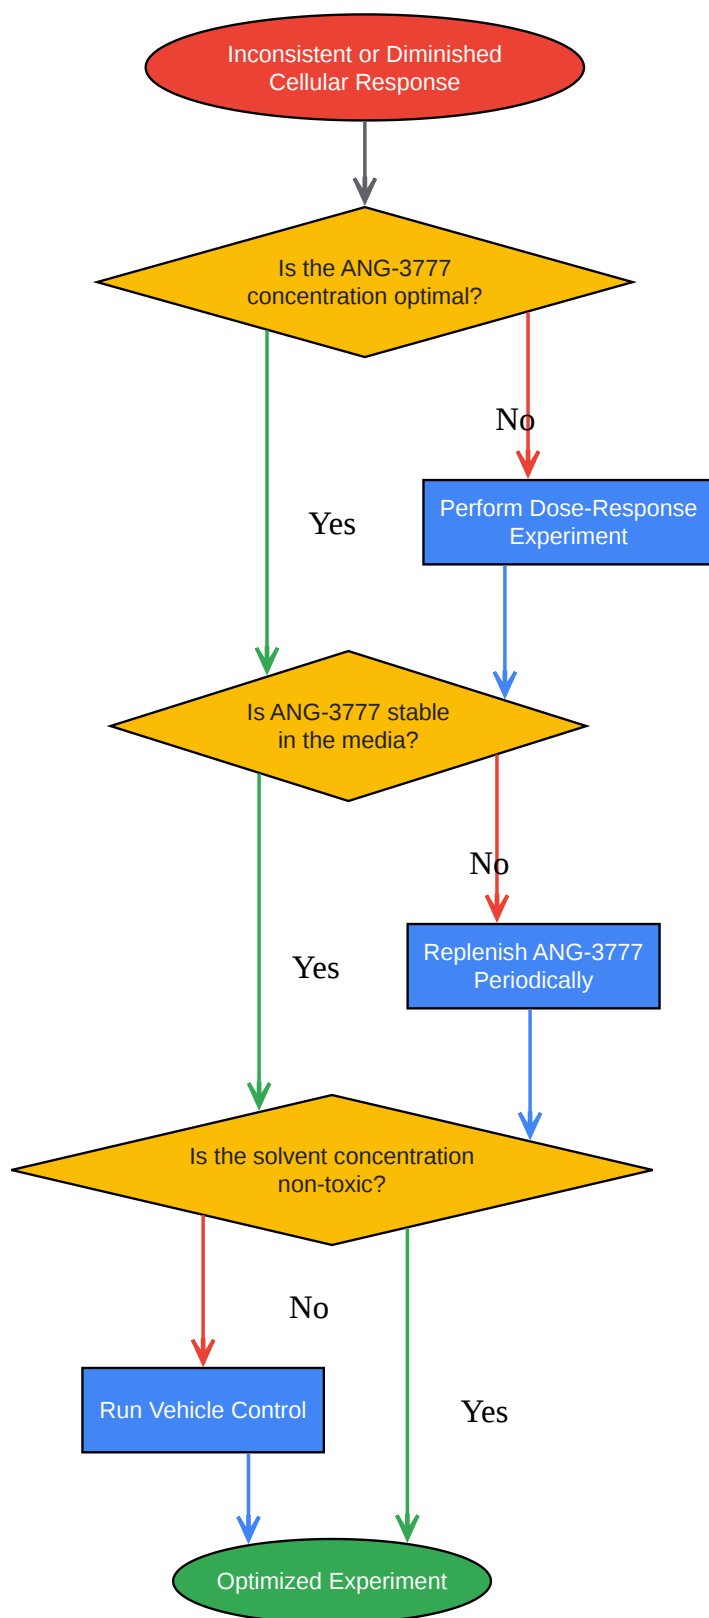 Inconsistent or Diminished
Cellular Response
Is the ANG-3777
concentration optimal?
No
Perform Dose-Response
Experiment
Yes
Is ANG-3777 stable
in the media?
No
Replenish ANG-3777
Periodically
Yes
Is the solvent concentration
non-toxic?
No
Run Vehicle Control
Yes
Optimized Experiment